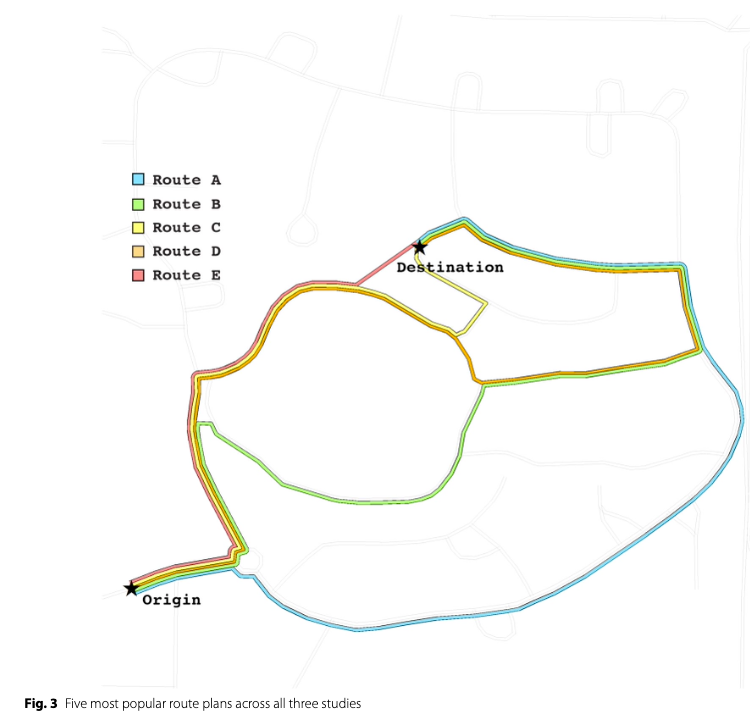 Route A
Route B
Route C
Route D
Route E
Destination
Origin
Fig. 3 Five most popular route plans across all three studies